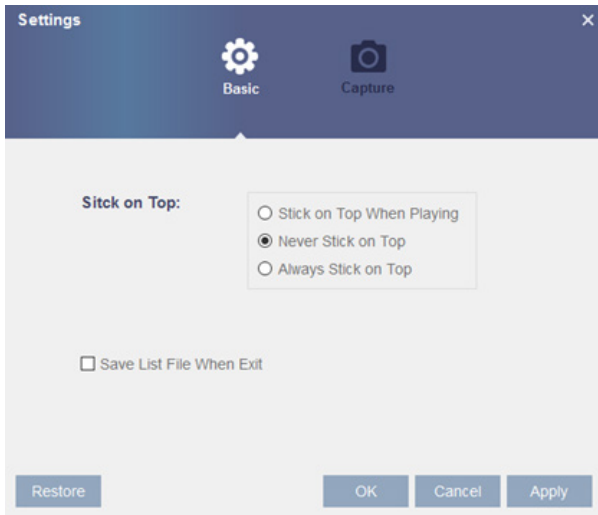 Settings
Basic
Capture
Sitck on Top:
Stick on Top When Playing
Never Stick on Top
Always Stick on Top
Save List File When Exit
Restore
OK
Cancel
Apply